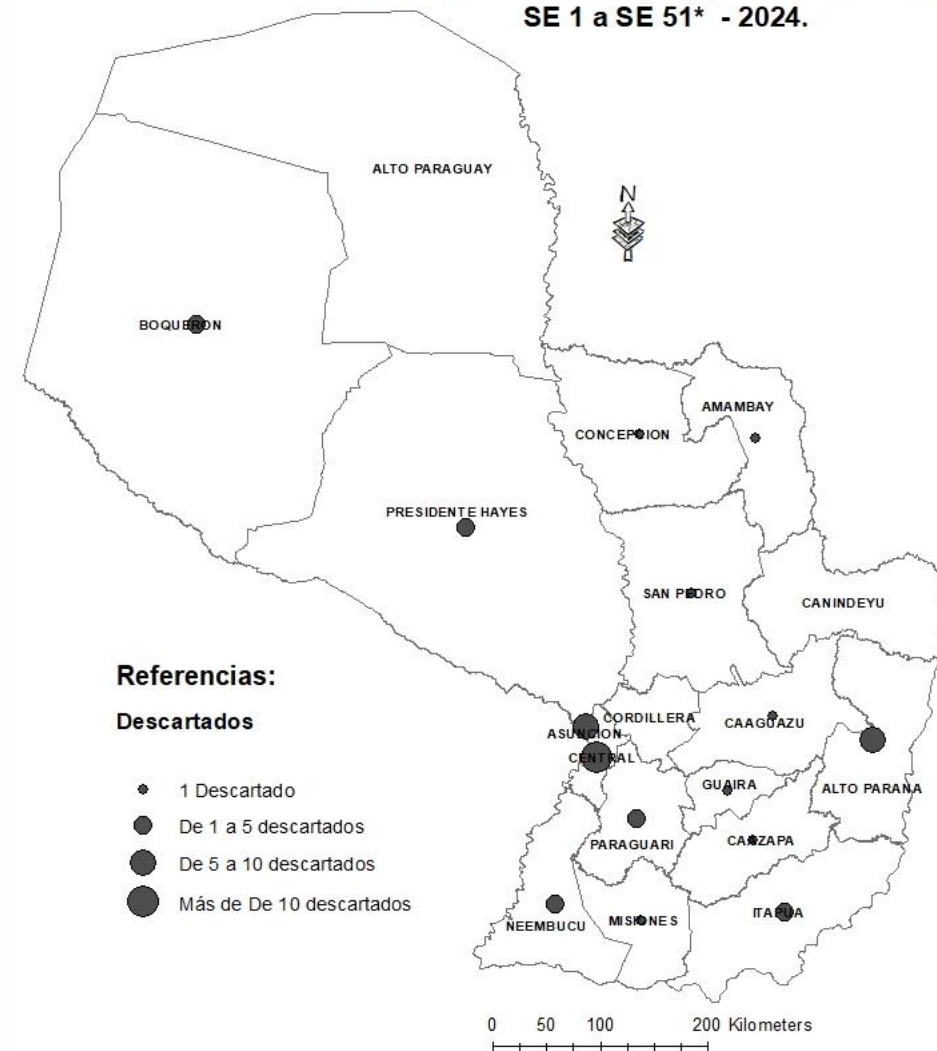 SE 1 a SE 51* - 2024.
ALTO PARAGUAY
N
BOQUERON
AMAMBAY
CONCEPCION
PRESIDENTE HAYES
SAN PEDRO
CANINDEYU
Referencias:
Descartados
1 Descartado
De 1 a 5 descartados
De 5 a 10 descartados
Más de De 10 descartados
CORDILLERA
ASUNCION
CAAGUAZU
CENTRAL
GUAIRA
ALTO PARANA
PARAGUARI
CAAZAPA
ITAPUA
MISIONES
NEEMBUCU
0 50 100 200 Kilometers